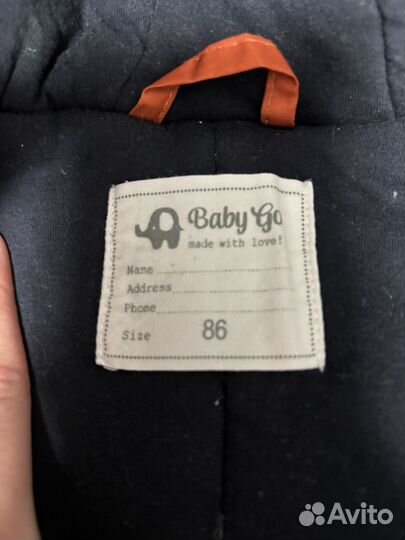 Baby Go
made with love!
Name
Address
Phone
Size 86
Avito